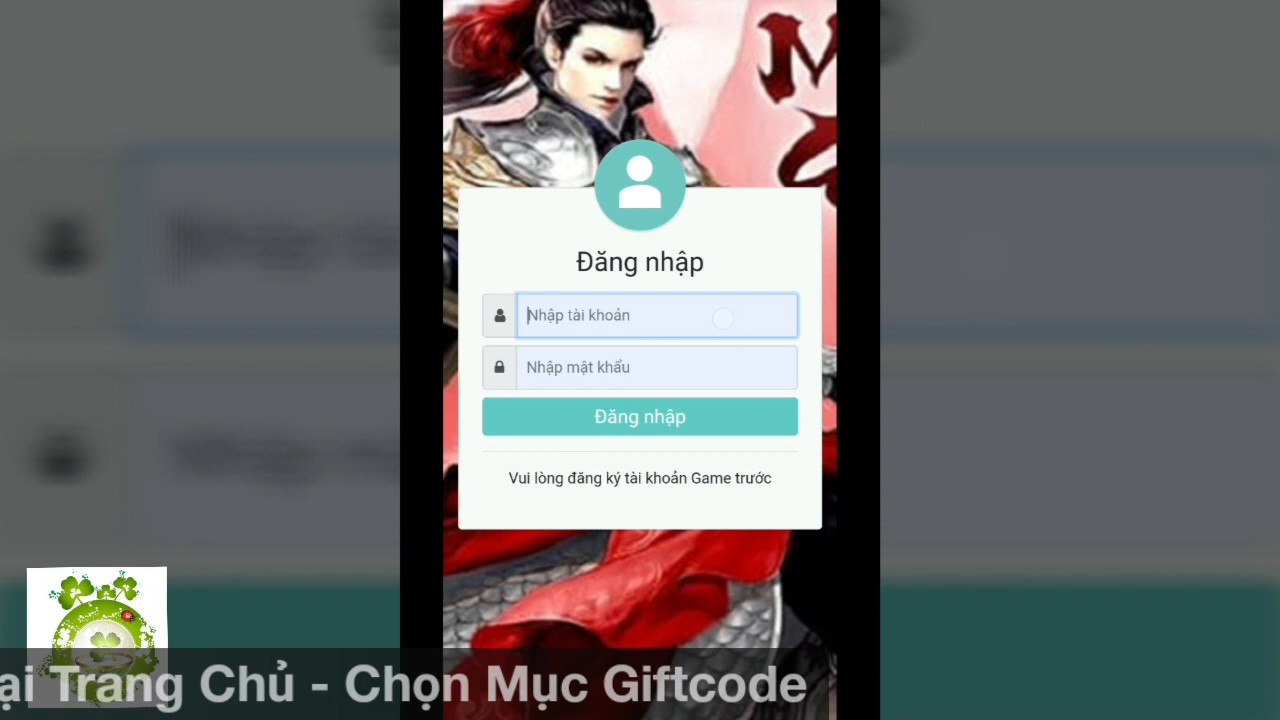 Đăng nhập
Nhập tài khoản
Nhập mật khẩu
Đăng nhập
Vui lòng đăng ký tài khoản Game trước
ại Trang Chủ - Chọn Mục Giftcode